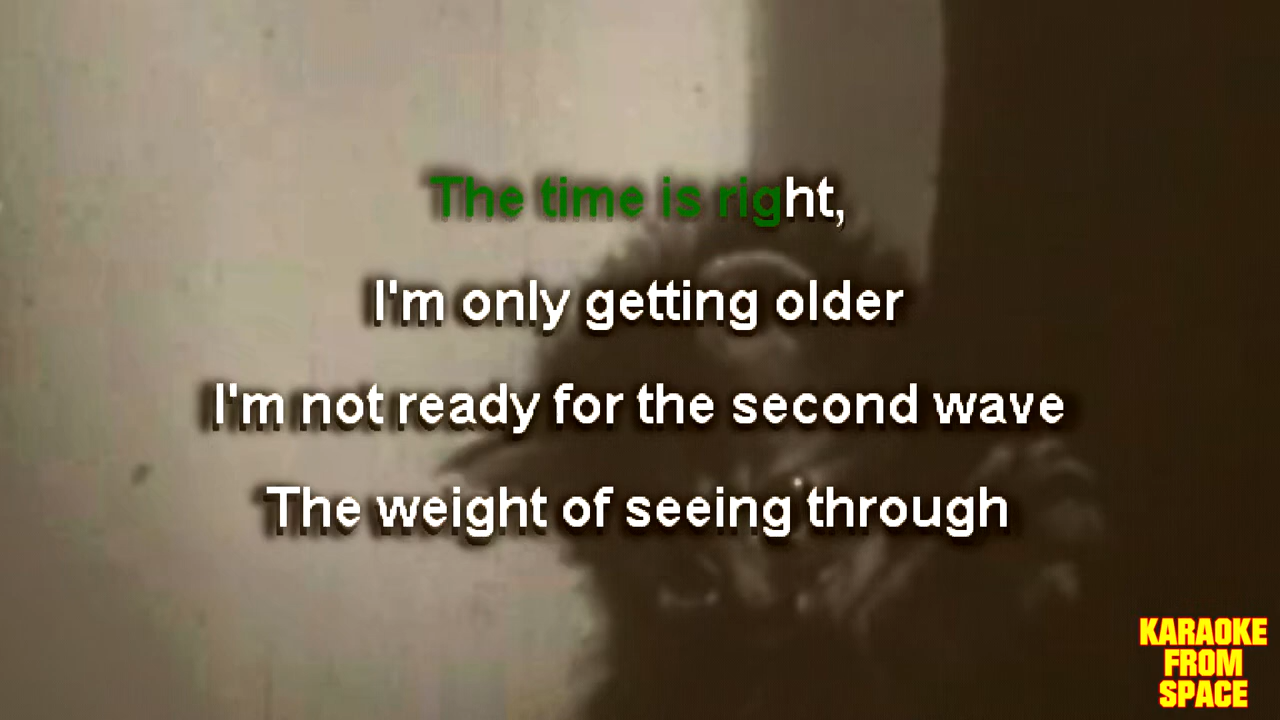 The time is right,
I'm only getting older
I'm not ready for the second wave
The weight of seeing through
KARAOKE
FROM
SPACE